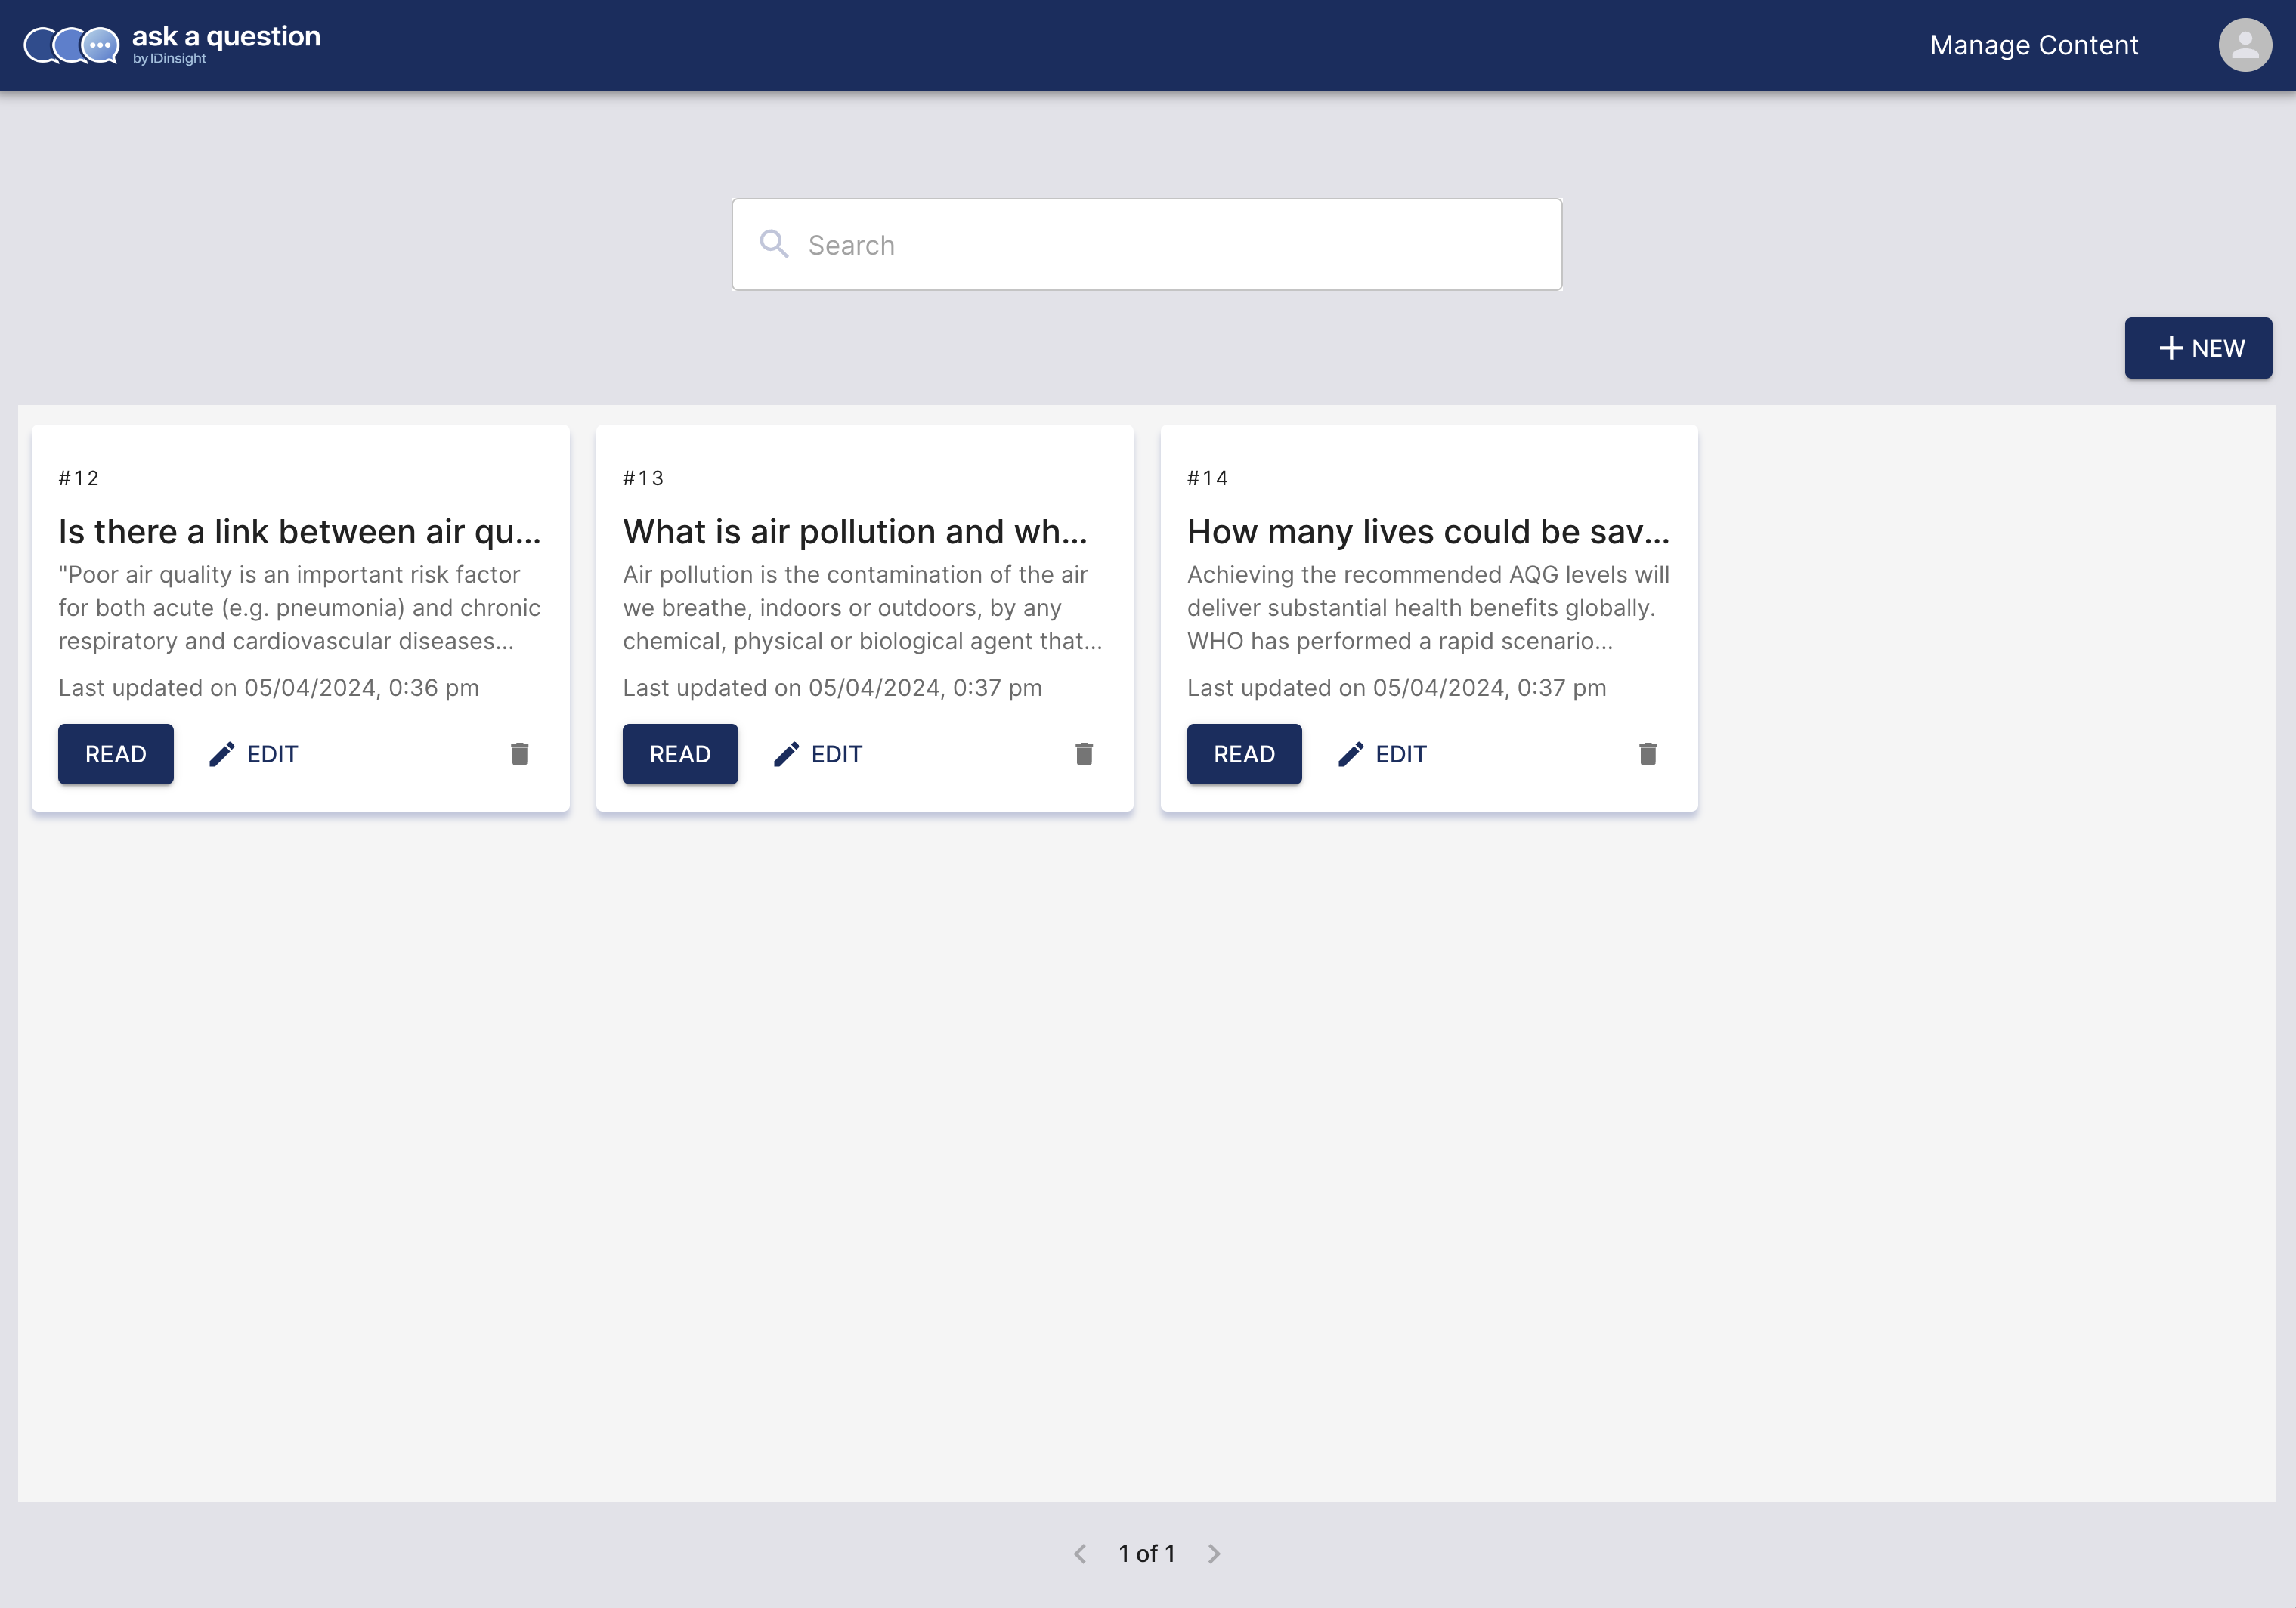 ask a question
by IDinsight
Manage Content
Search
NEW
#12
Is there a link between air qu...
"Poor air quality is an important risk factor
for both acute (e.g. pneumonia) and chronic
respiratory and cardiovascular diseases...
Last updated on 05/04/2024, 0:36 pm
READ
EDIT
#13
What is air pollution and wh...
Air pollution is the contamination of the air
we breathe, indoors or outdoors, by any
chemical, physical or biological agent that...
Last updated on 05/04/2024, 0:37 pm
READ
EDIT
#14
How many lives could be sav...
Achieving the recommended AQG levels will
deliver substantial health benefits globally.
WHO has performed a rapid scenario...
Last updated on 05/04/2024, 0:37 pm
READ
EDIT
1 of 1